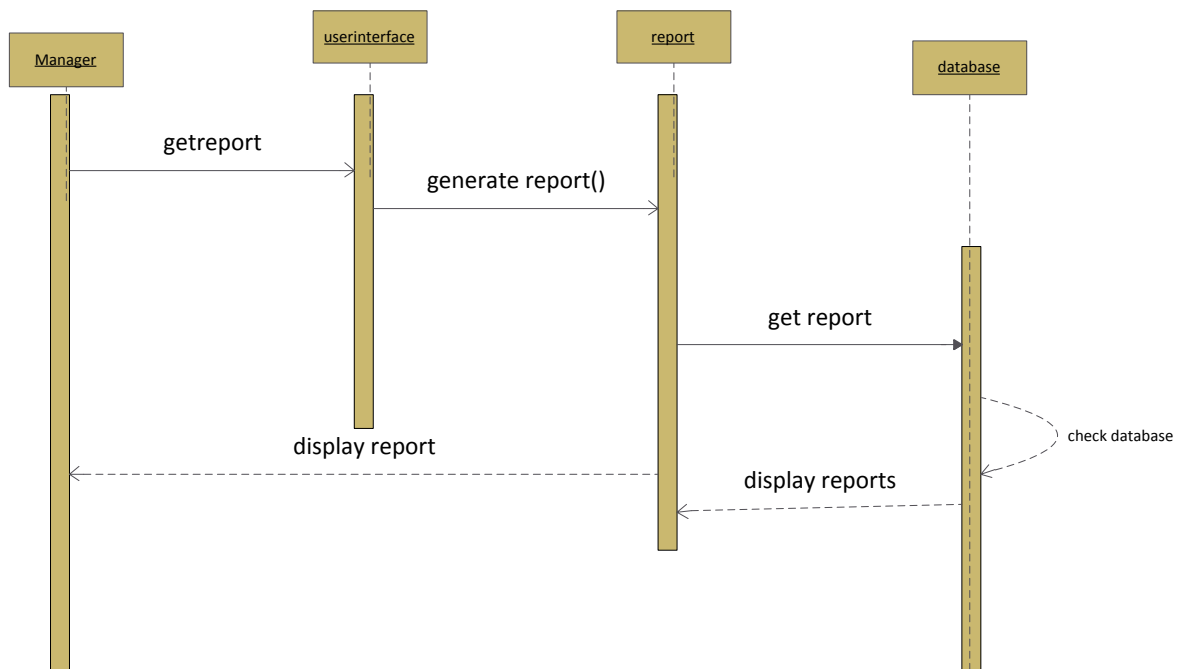 userinterface
report
Manager
database
getreport
generate report()
get report
check database
display report
display reports